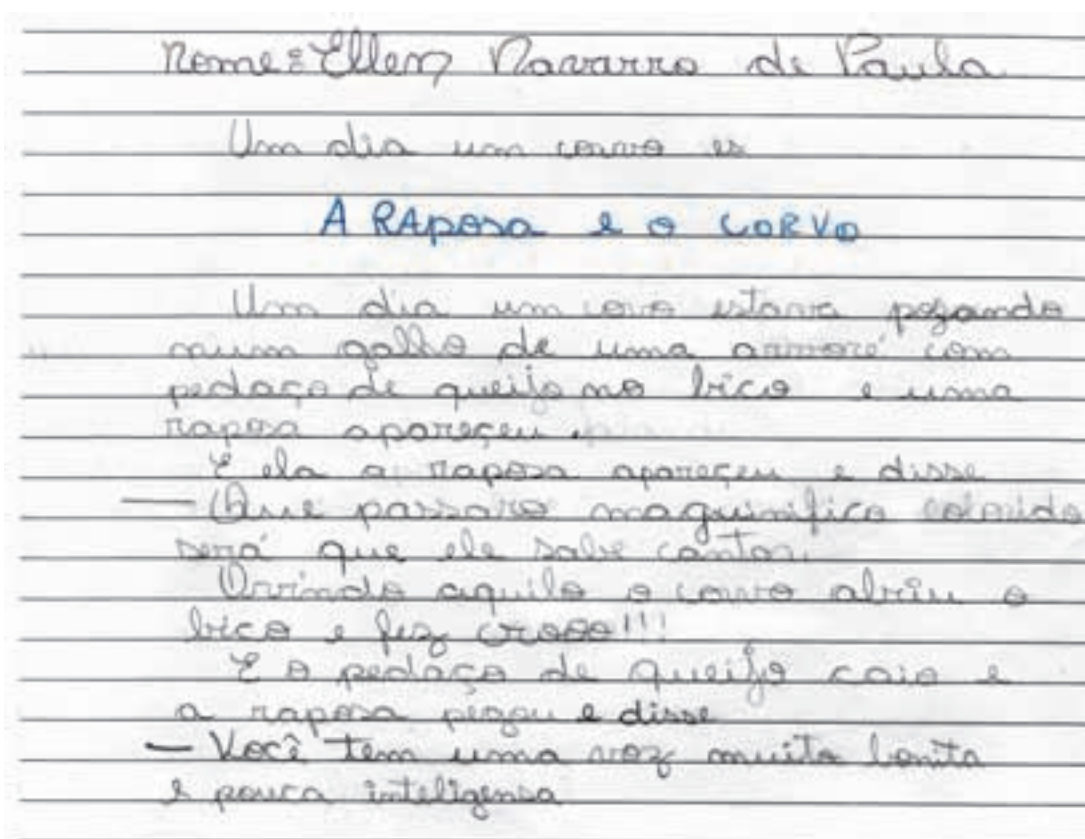 Nome: Ellen Navarro de Paula
Um dia um corvo es
A RAposa e o CORVo
Um dia um corvo estava pozando
num galho de uma arvore com
pedaço de queijo no bico e uma
raposa apareçeu.
E ela a raposa apareçeu e disse
— Que passaro maguinifico colorido
será que ele sabe cantar.
Ouvindo aquilo o corvo abriu o
bico e fez crooo!!!
E o pedaço de queijo caio e
a raposa pegou e disse
— Você tem uma voz muito bonita
e pouca inteligensa